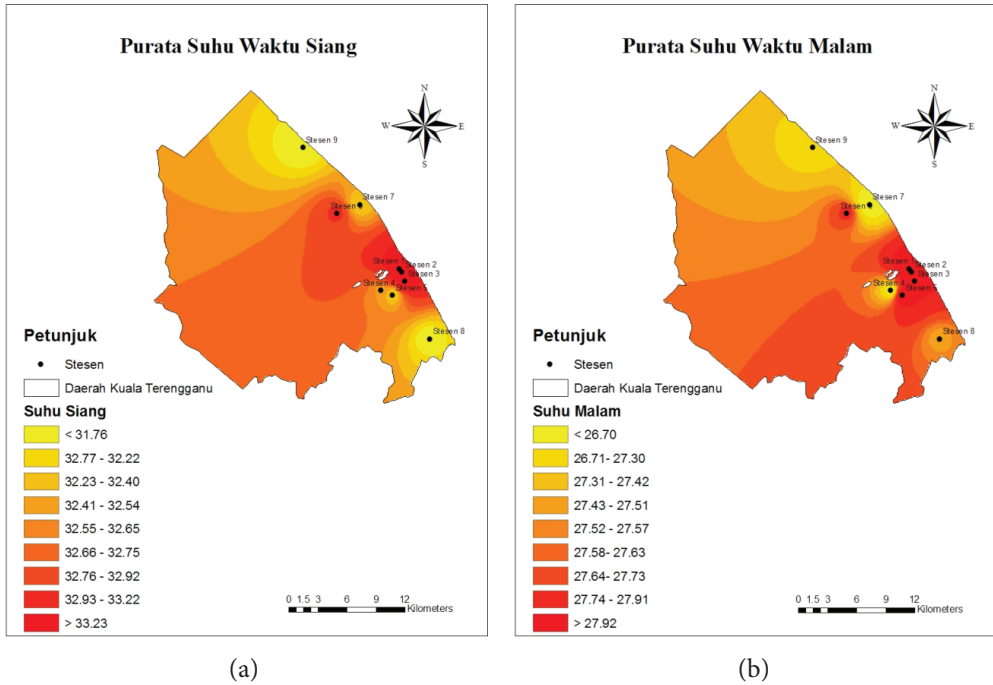 Purata Suhu Waktu Siang
N
W E
S
Stesen 9
Stesen 7
Stesen
Stesen 1
Stesen 2
Stesen 3
Stesen 4
Stesen 5
Stesen 8
Petunjuk
Stesen
Daerah Kuala Terengganu
Suhu Siang
< 31.76
32.77 - 32.22
32.23 - 32.40
32.41 - 32.54
32.55 - 32.65
32.66 - 32.75
32.76 - 32.92
32.93 - 33.22
> 33.23
0 1.5 3 6 9 12
Kilometers
(a)
Purata Suhu Waktu Malam
N
W E
S
Stesen 9
Stesen 7
Stesen
Stesen 1
Stesen 2
Stesen 3
Stesen 4
Stesen 5
Stesen 8
Petunjuk
Stesen
Daerah Kuala Terengganu
Suhu Malam
< 26.70
26.71- 27.30
27.31 - 27.42
27.43 - 27.51
27.52 - 27.57
27.58- 27.63
27.64- 27.73
27.74 - 27.91
> 27.92
0 1.5 3 6 9 12
Kilometers
(b)